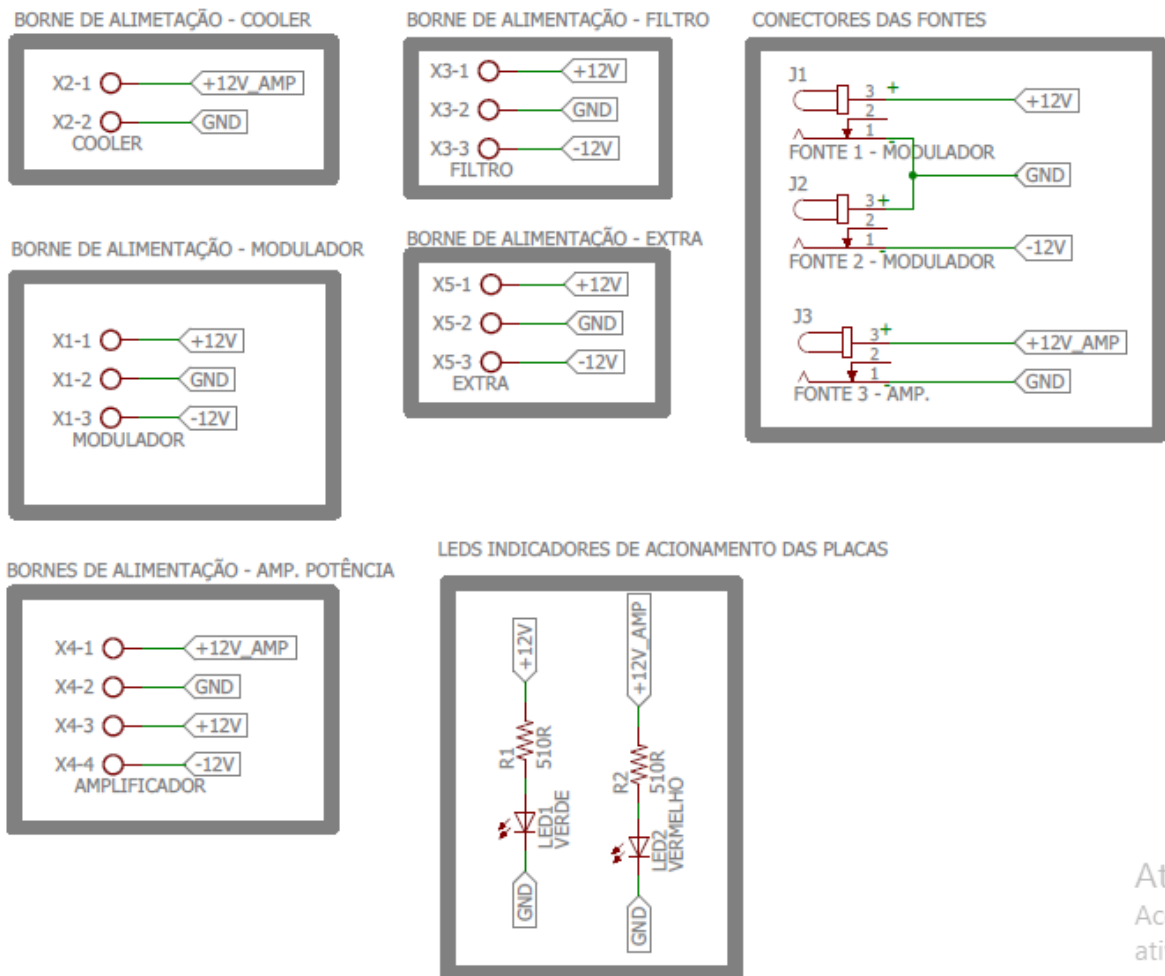 BORNE DE ALIMETAÇÃO - COOLER
X2-1 +12V_AMP
X2-2 GND
COOLER
BORNE DE ALIMENTAÇÃO - FILTRO
X3-1 +12V
X3-2 GND
X3-3 -12V
FILTRO
CONECTORES DAS FONTES
J1
3 +
+12V
2
1
-
FONTE 1 - MODULADOR
GND
J2
3 +
2
1
-
-12V
FONTE 2 - MODULADOR
J3
3 +
+12V_AMP
2
1
-
GND
FONTE 3 - AMP.
BORNE DE ALIMENTAÇÃO - MODULADOR
X1-1 +12V
X1-2 GND
X1-3 -12V
MODULADOR
BORNE DE ALIMENTAÇÃO - EXTRA
X5-1 +12V
X5-2 GND
X5-3 -12V
EXTRA
BORNES DE ALIMENTAÇÃO - AMP. POTÊNCIA
X4-1 +12V_AMP
X4-2 GND
X4-3 +12V
X4-4 -12V
AMPLIFICADOR
LEDS INDICADORES DE ACIONAMENTO DAS PLACAS
+12V
R1
510R
LED1
VERDE
GND
+12V_AMP
R2
510R
LED2
VERMELHO
GND
At
Ac
ati